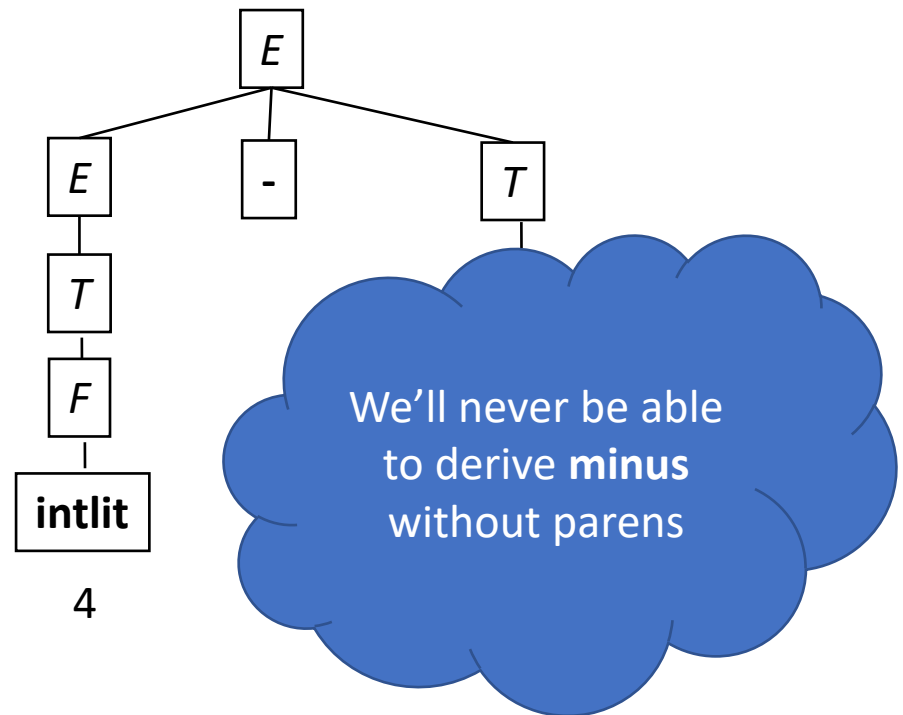 E
E - T
T
F
intlit
4
We’ll never be able
to derive minus
without parens